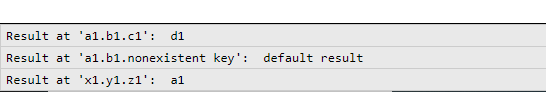 Result at 'a1.b1.c1':  d1
Result at 'a1.b1.nonexistent key':  default result
Result at 'x1.y1.z1':  a1